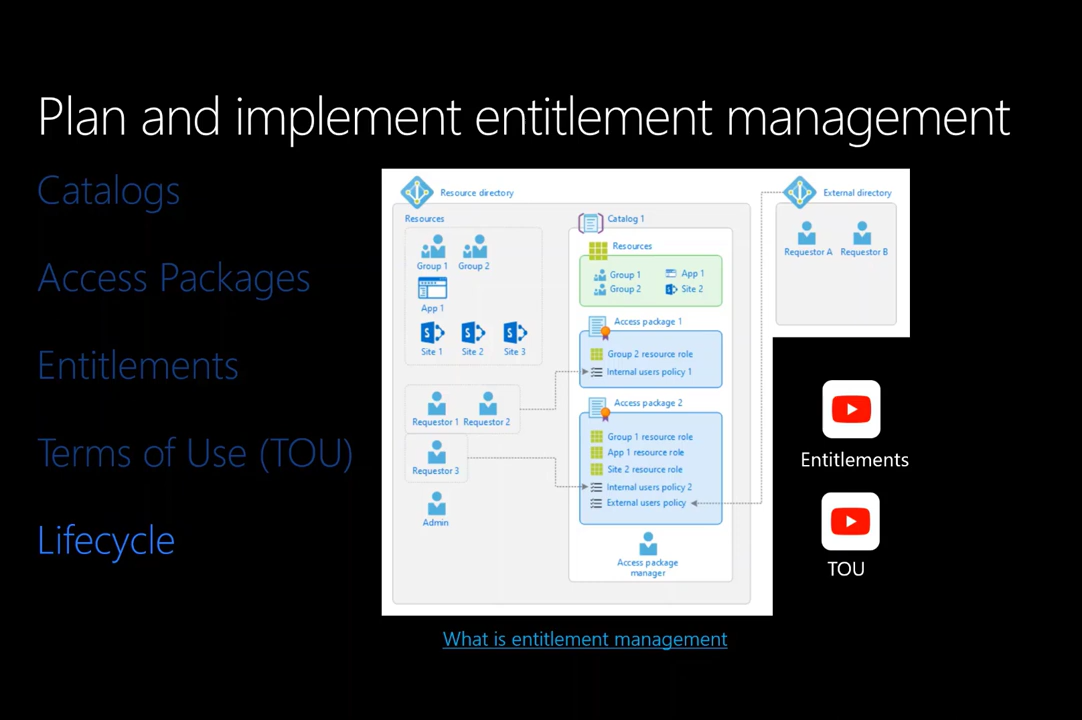 Plan and implement entitlement management
Catalogs
Access Packages
Entitlements
Terms of Use (TOU)
Lifecycle
Resource directory
Resources
Group 1 Group 2
App 1
Site 1 Site 2 Site 3
Requestor 1 Requestor 2
Requestor 3
Admin
Catalog 1
Resources
Group 1 App 1
Group 2 Site 2
Access package 1
Group 2 resource role
Internal users policy 1
Access package 2
Group 1 resource role
App 1 resource role
Site 2 resource role
Internal users policy 2
External users policy
Access package
manager
External directory
Requestor A Requestor B
Entitlements
TOU
What is entitlement management